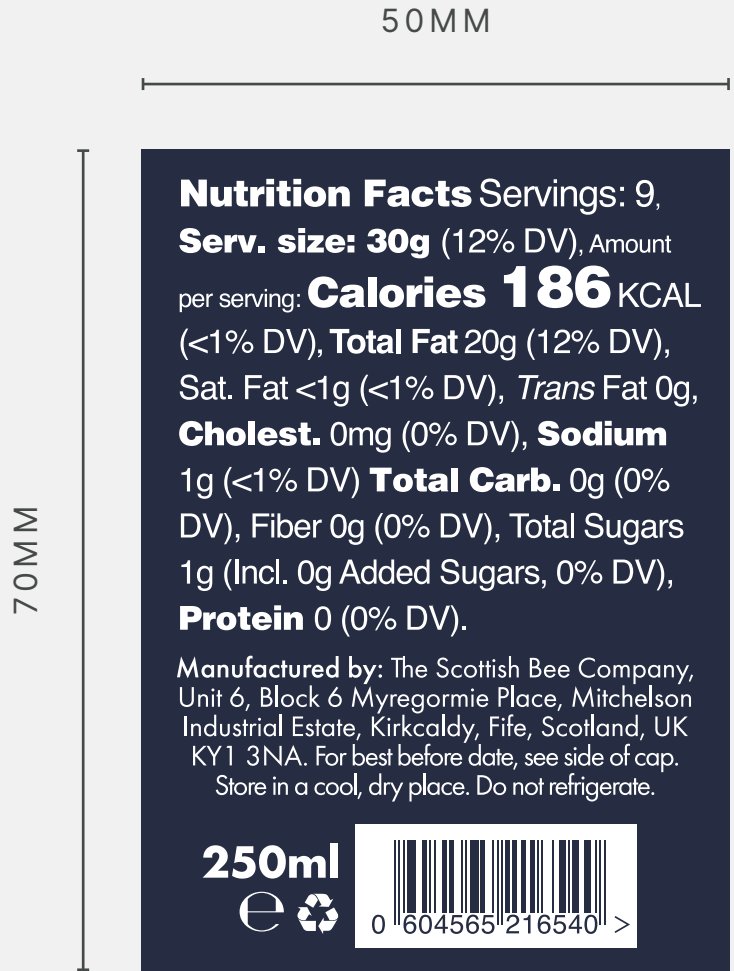 50MM
70MM
Nutrition Facts Servings: 9,
Serv. size: 30g (12% DV), Amount
per serving: Calories 186 KCAL
(<1% DV), Total Fat 20g (12% DV),
Sat. Fat <1g (<1% DV), Trans Fat 0g,
Cholest. 0mg (0% DV), Sodium
1g (<1% DV) Total Carb. 0g (0%
DV), Fiber 0g (0% DV), Total Sugars
1g (Incl. 0g Added Sugars, 0% DV),
Protein 0 (0% DV).
Manufactured by: The Scottish Bee Company,
Unit 6, Block 6 Myregormie Place, Mitchelson
Industrial Estate, Kirkcaldy, Fife, Scotland, UK
KY1 3NA. For best before date, see side of cap.
Store in a cool, dry place. Do not refrigerate.
250ml
℮
0 604565 216540 >